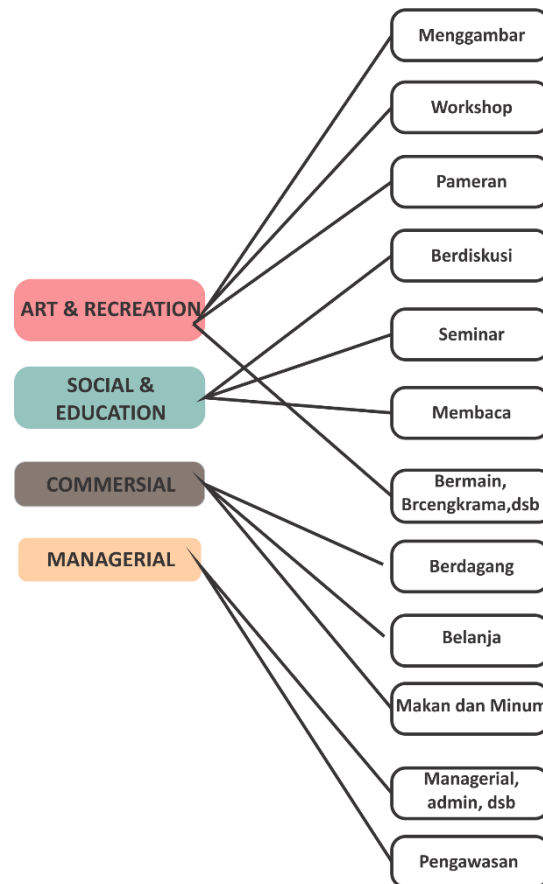 Menggambar
Workshop
Pameran
Berdiskusi
ART & RECREATION
Seminar
SOCIAL &
EDUCATION
Membaca
COMMERSIAL
Bermain,
Brcengkrama,dsb
MANAGERIAL
Berdagang
Belanja
Makan dan Minum
Managerial,
admin, dsb
Pengawasan